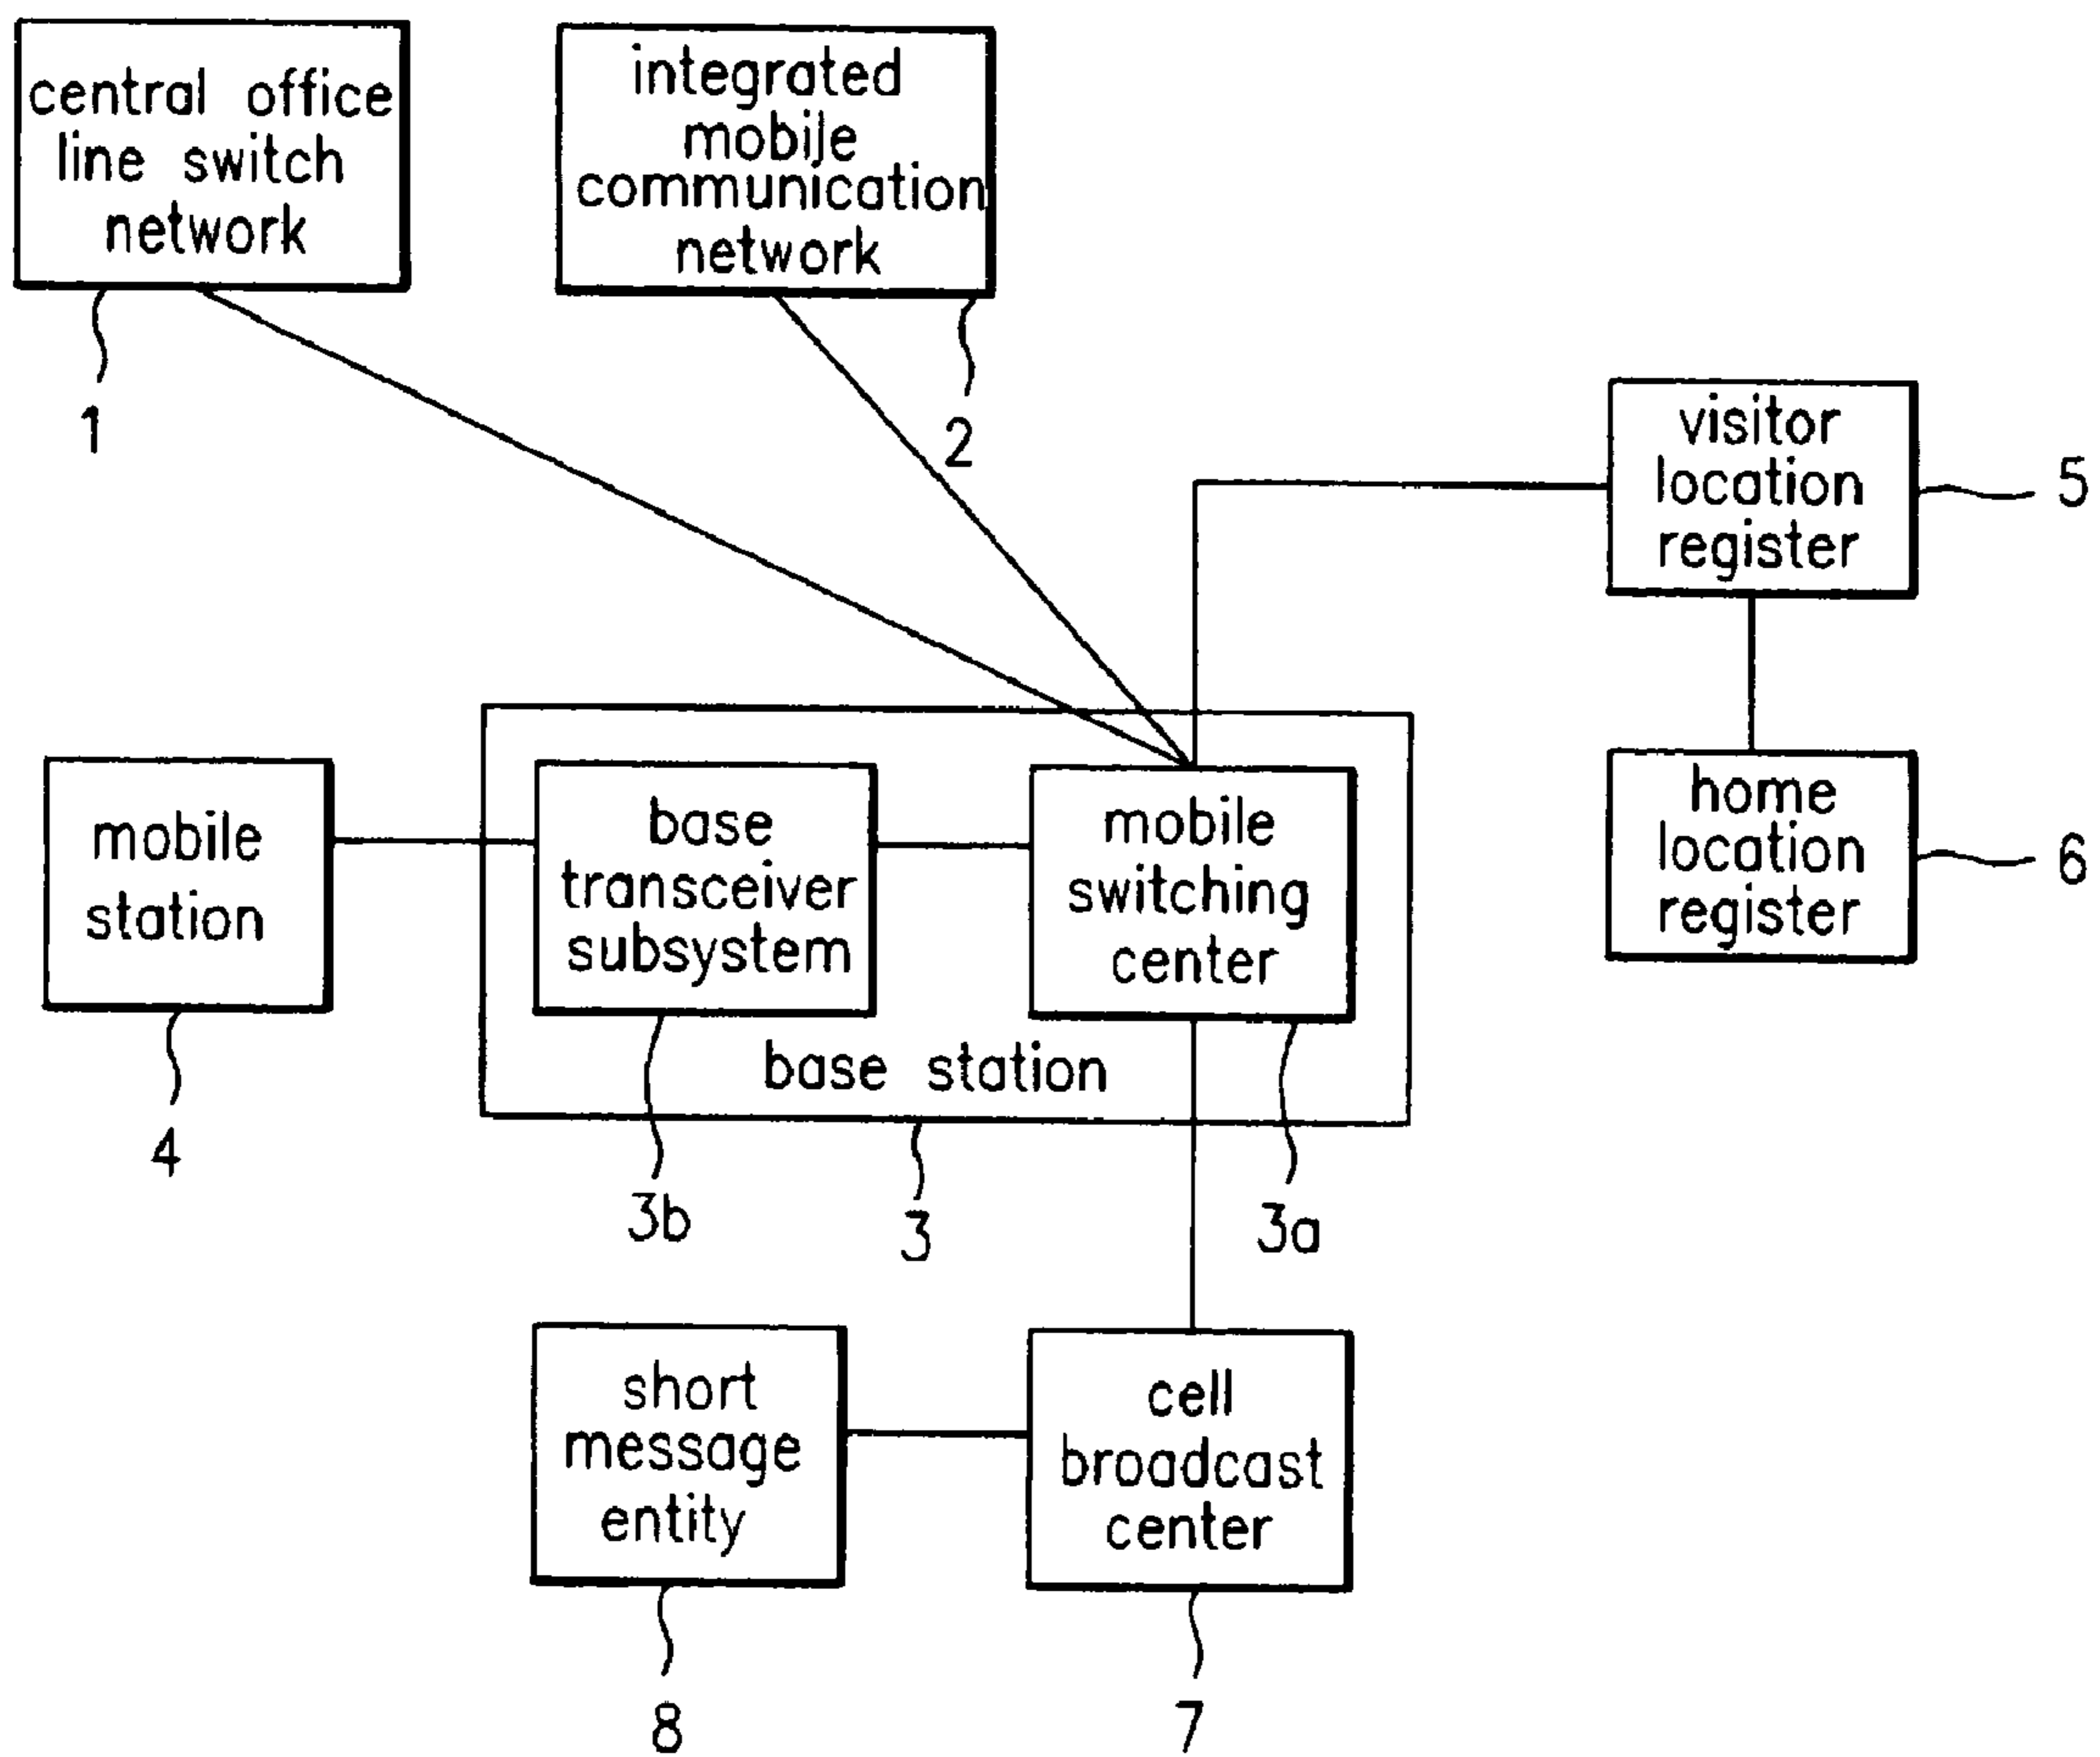 central office
line switch
network
integrated
mobile
communication
network
1
2
visitor
location
register
5
home
location
register
6
mobile
station
4
base
transceiver
subsystem
mobile
switching
center
base station
3b
3
3a
short
message
entity
8
cell
broadcast
center
7